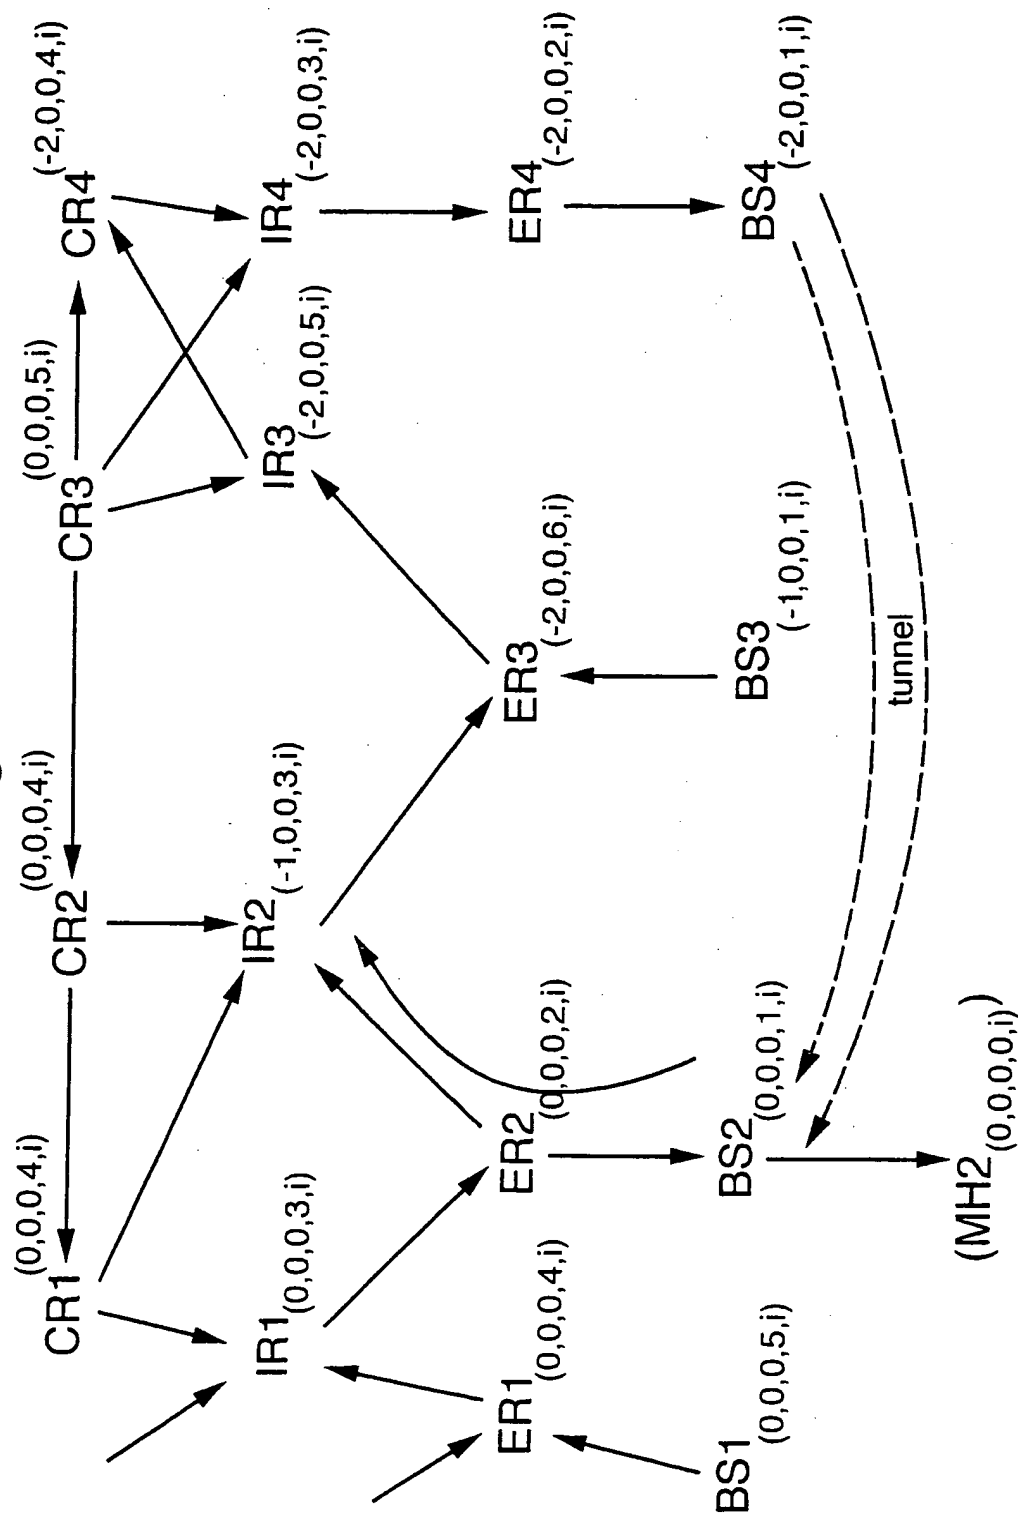 CR1 (0,0,0,4,i)
CR2 (0,0,0,4,i)
CR3 (0,0,0,5,i)
CR4 (-2,0,0,4,i)
IR1 (0,0,0,3,i)
IR2 (-1,0,0,3,i)
IR3 (-2,0,0,5,i)
IR4 (-2,0,0,3,i)
ER1 (0,0,0,4,i)
ER2 (0,0,0,2,i)
ER3 (-2,0,0,6,i)
ER4 (-2,0,0,2,i)
BS1 (0,0,0,5,i)
BS2 (0,0,0,1,i)
BS3 (-1,0,0,1,i)
BS4 (-2,0,0,1,i)
tunnel
(MH2 (0,0,0,0,i))